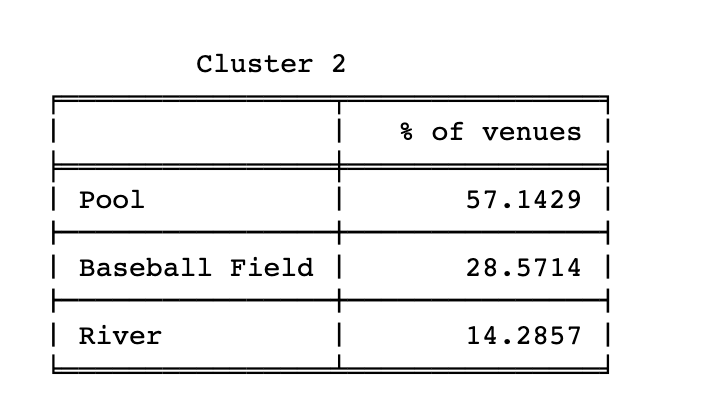 Cluster 2
% of venues
Pool 57.1429
Baseball Field 28.5714
River 14.2857